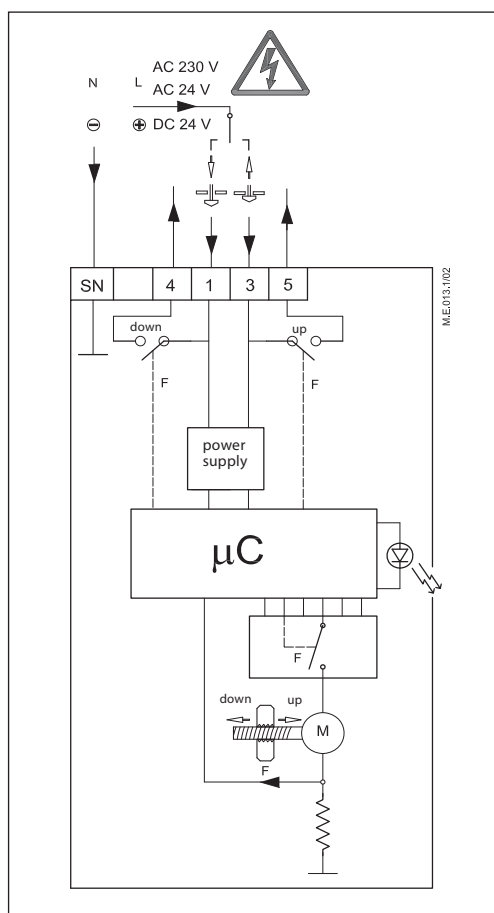 AC 230 V
N L AC 24 V
⊖ ⊕ DC 24 V
SN 4 1 3 5
M.E.013.1/02
down up
F F
power
supply
µC
F
down up
M
F